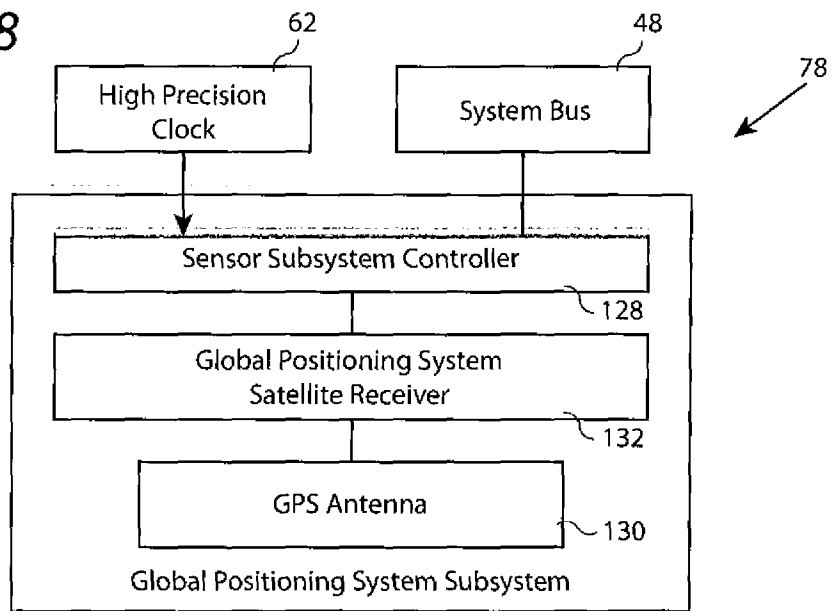 8
62
48
78
High Precision
Clock
System Bus
Sensor Subsystem Controller
128
Global Positioning System
Satellite Receiver
132
GPS Antenna
130
Global Positioning System Subsystem